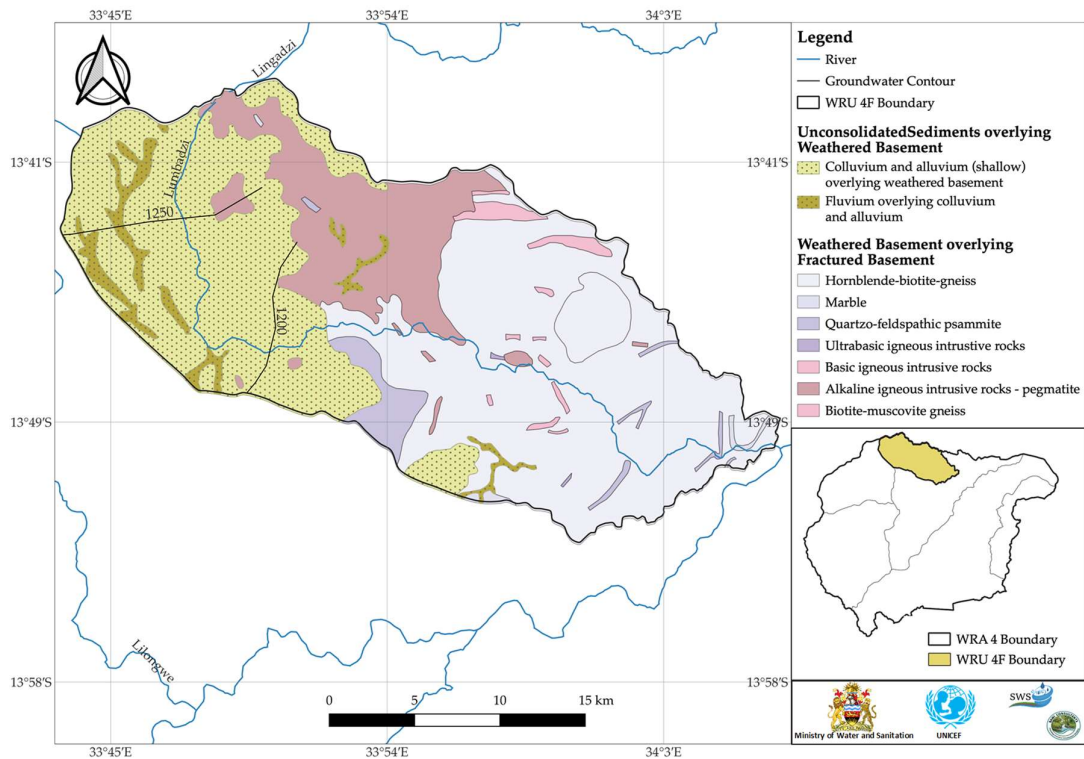 33°45'E
33°54'E
34°3'E
Lingadzi
13°41'S
13°41'S
Lumbadzi
1250
1200
13°49'S
13°49'S
Lilongwe
13°58'S
13°58'S
0
5
10
15 km
33°45'E
33°54'E
34°3'E
Legend
River
Groundwater Contour
WRU 4F Boundary
UnconsolidatedSediments overlying
Weathered Basement
Colluvium and alluvium (shallow)
overlying weathered basement
Fluvium overlying colluvium
and alluvium
Weathered Basement overlying
Fractured Basement
Hornblende-biotite-gneiss
Marble
Quartzo-feldspathic psammite
Ultrabasic igneous intrustive rocks
Basic igneous intrusive rocks
Alkaline igneous intrusive rocks - pegmatite
Biotite-muscovite gneiss
WRA 4 Boundary
WRU 4F Boundary
Ministry of Water and Sanitation
UNICEF
SWS